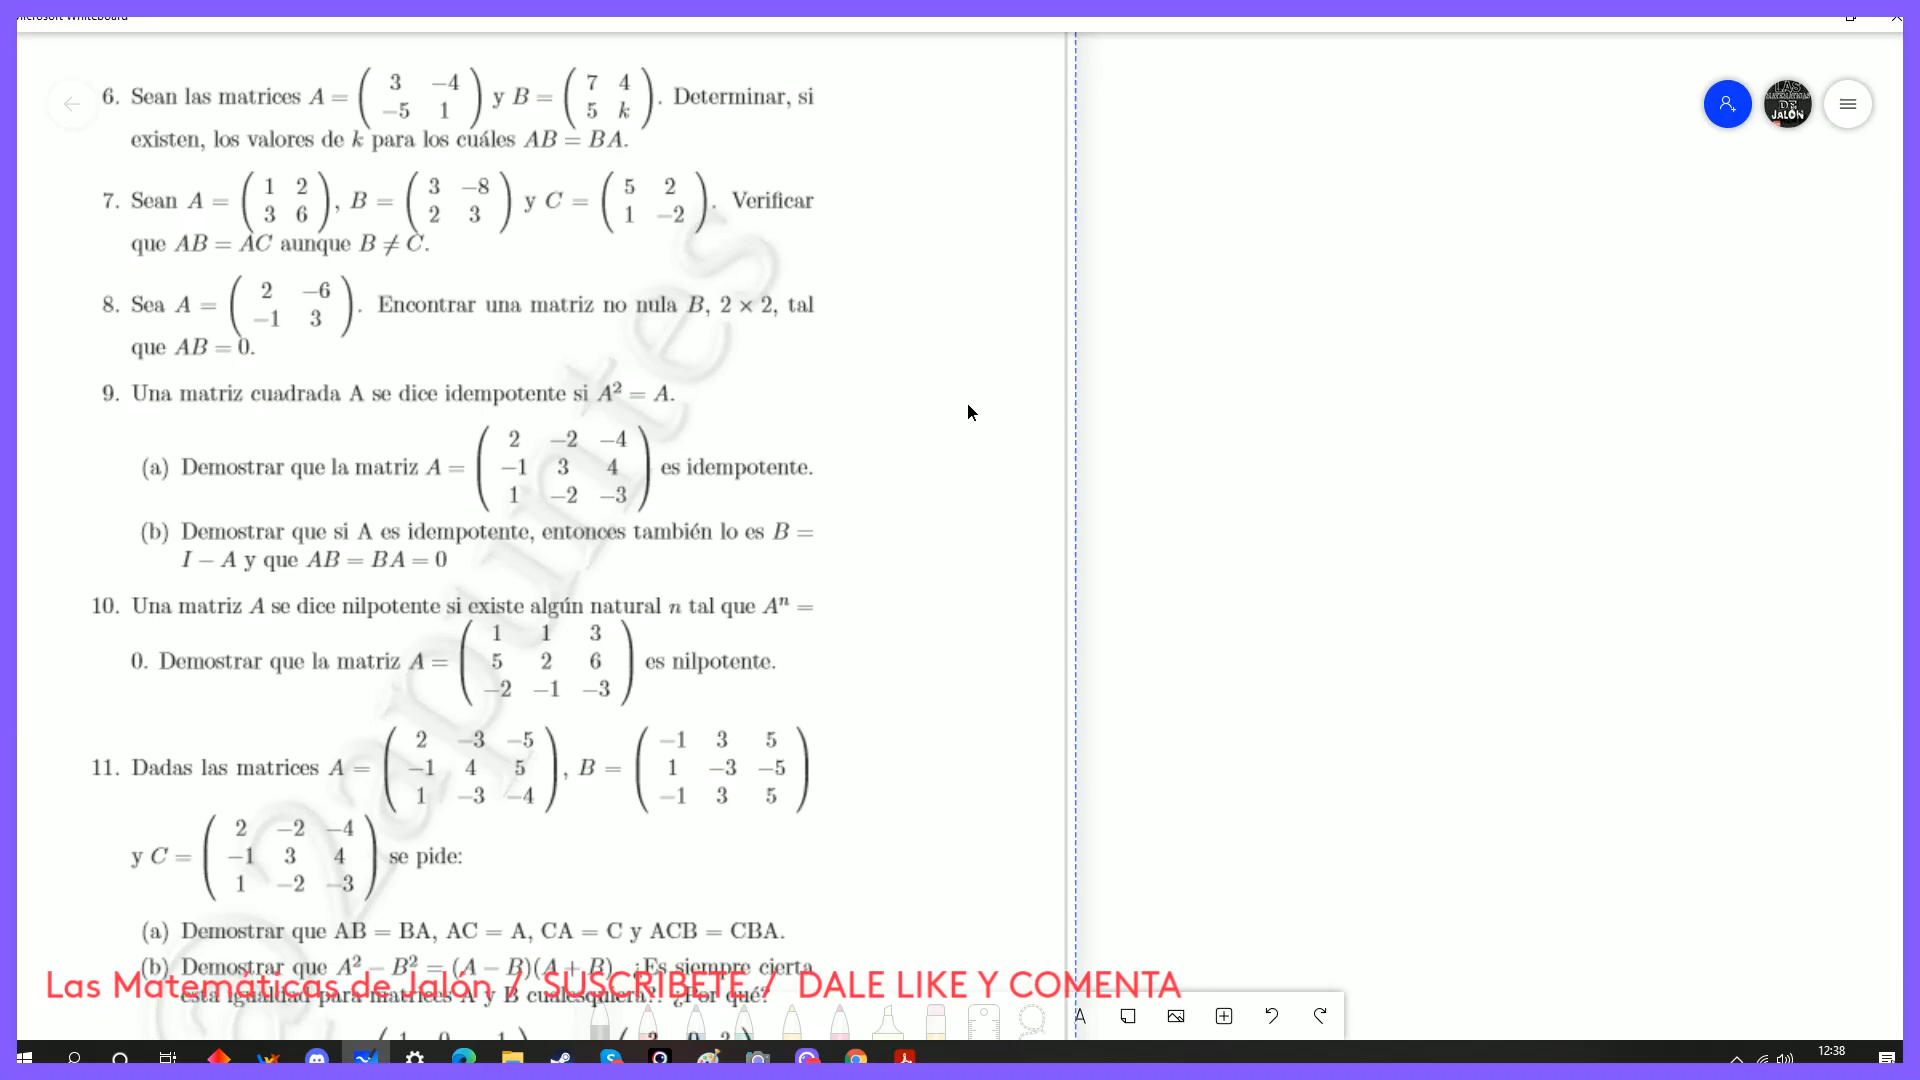 Microsoft Whiteboard
6. Sean las matrices A = ( 3 −4 ; −5 1 ) y B = ( 7 4 ; 5 k ). Determinar, si
existen, los valores de k para los cuáles AB = BA.
7. Sean A = ( 1 2 ; 3 6 ), B = ( 3 −8 ; 2 3 ) y C = ( 5 2 ; 1 −2 ). Verificar
que AB = AC aunque B ≠ C.
8. Sea A = ( 2 −6 ; −1 3 ). Encontrar una matriz no nula B, 2 × 2, tal
que AB = 0.
9. Una matriz cuadrada A se dice idempotente si A² = A.
(a) Demostrar que la matriz A = ( 2 −2 −4 ; −1 3 4 ; 1 −2 −3 ) es idempotente.
(b) Demostrar que si A es idempotente, entonces también lo es B =
I − A y que AB = BA = 0
10. Una matriz A se dice nilpotente si existe algún natural n tal que Aⁿ =
0. Demostrar que la matriz A = ( 1 1 3 ; 5 2 6 ; −2 −1 −3 ) es nilpotente.
11. Dadas las matrices A = ( 2 −3 −5 ; −1 4 5 ; 1 −3 −4 ), B = ( −1 3 5 ; 1 −3 −5 ; −1 3 5 )
y C = ( 2 −2 −4 ; −1 3 4 ; 1 −2 −3 ) se pide:
(a) Demostrar que AB = BA, AC = A, CA = C y ACB = CBA.
(b) Demostrar que A² − B² = (A − B)(A + B). ¿Es siempre cierta
esta igualdad para matrices A y B cualesquiera?. ¿Por qué?
Las Matemáticas de Jalón / SUSCRIBETE / DALE LIKE Y COMENTA
@2apuntes
LAS
MATEMÁTICAS
DE
JALÓN
12:38